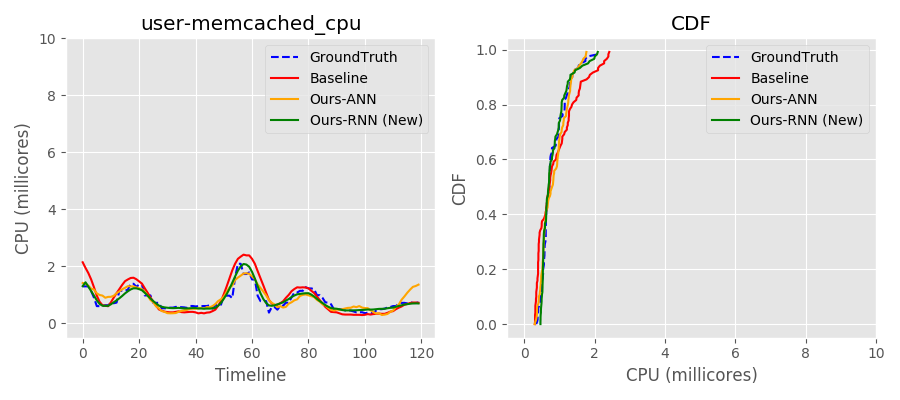 user-memcached_cpu
CPU (millicores)
10
8
6
4
2
0
0 20 40 60 80 100 120
Timeline
GroundTruth
Baseline
Ours-ANN
Ours-RNN (New)
CDF
CDF
1.0
0.8
0.6
0.4
0.2
0.0
0 2 4 6 8 10
CPU (millicores)
GroundTruth
Baseline
Ours-ANN
Ours-RNN (New)